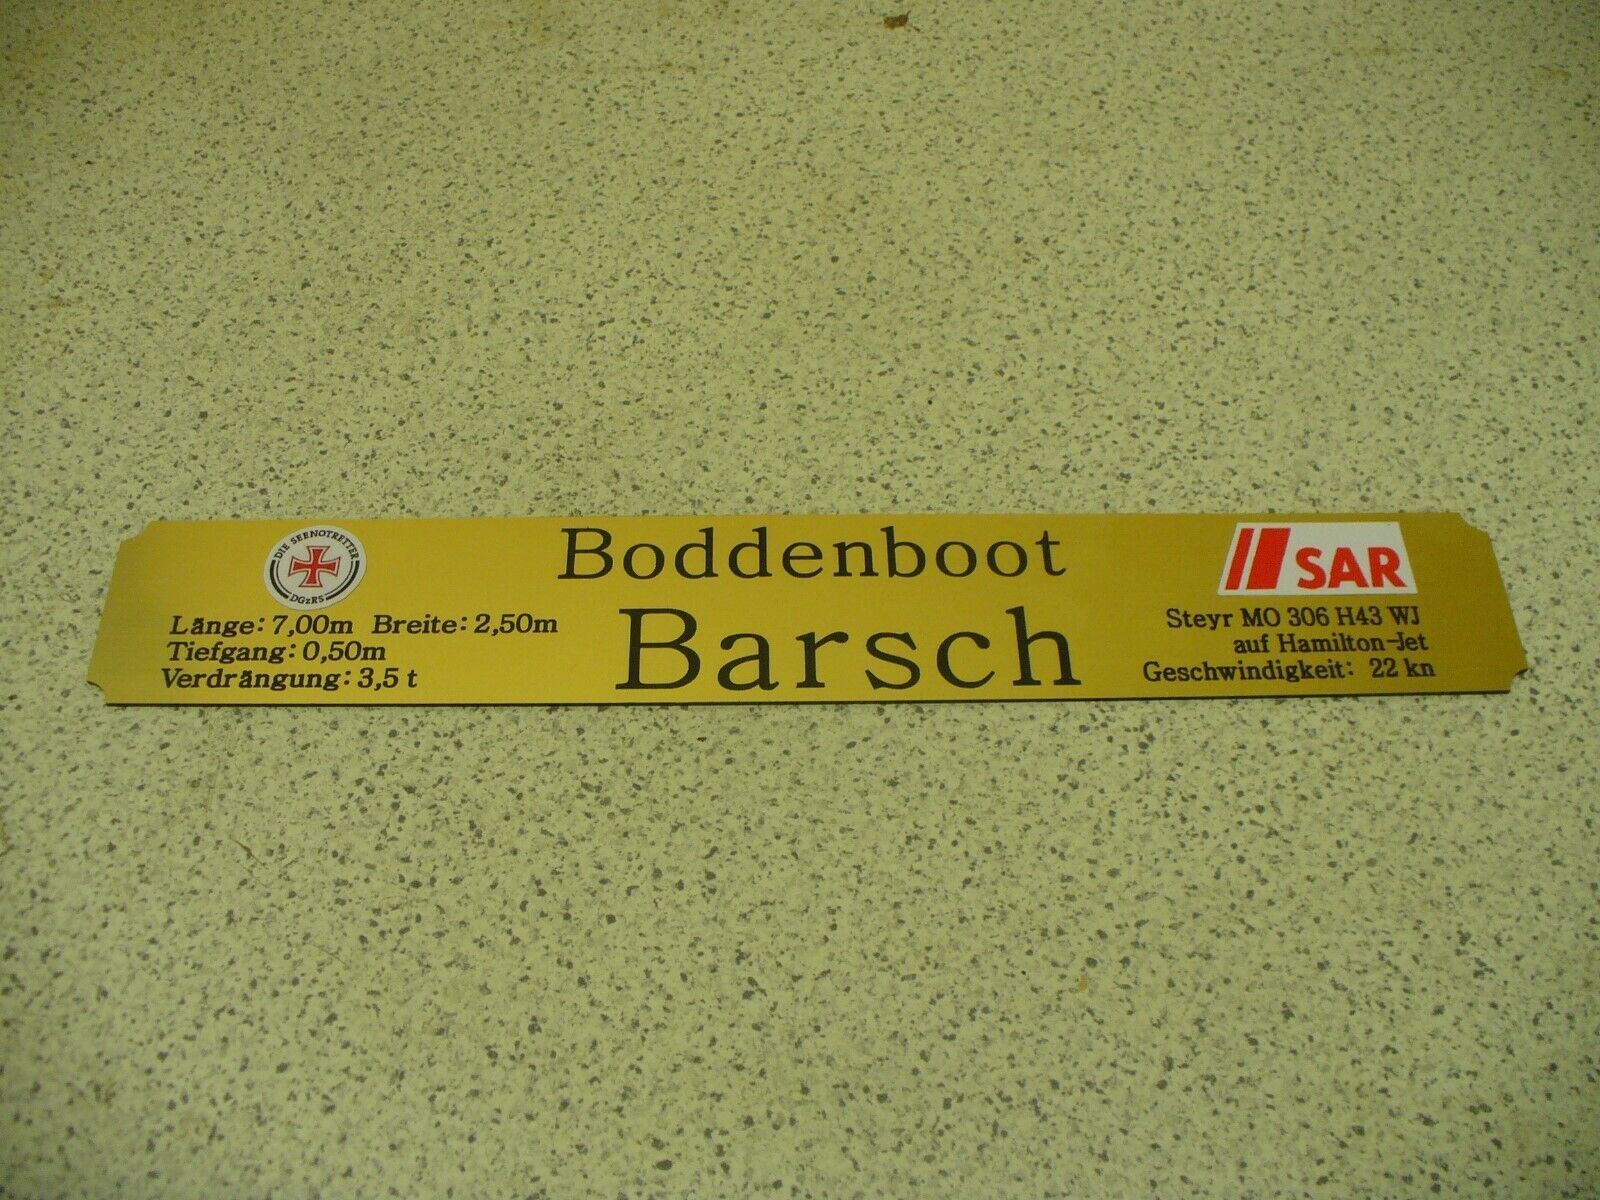 DIE SEENOTRETTER
DGzRS
Länge: 7,00m Breite: 2,50m
Tiefgang: 0,50m
Verdrängung: 3,5 t
Boddenboot
Barsch
SAR
Steyr MO 306 H43 WJ
auf Hamilton-Jet
Geschwindigkeit: 22 kn